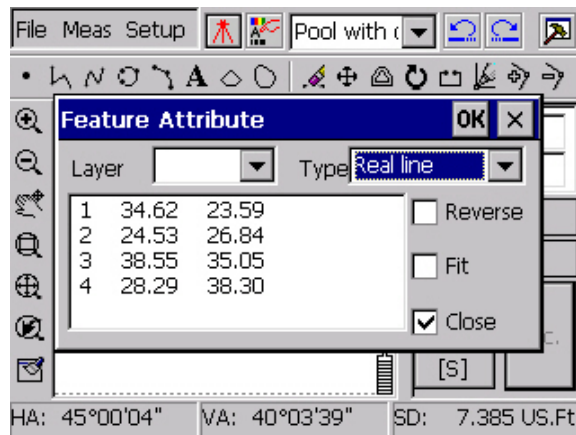 File Meas Setup Pool with
A
Feature Attribute OK
Layer Type Real line
1 34.62 23.59
2 24.53 26.84
3 38.55 35.05
4 28.29 38.30
Reverse
Fit
Close
c.
[S]
HA: 45°00'04" VA: 40°03'39" SD: 7.385 US.Ft